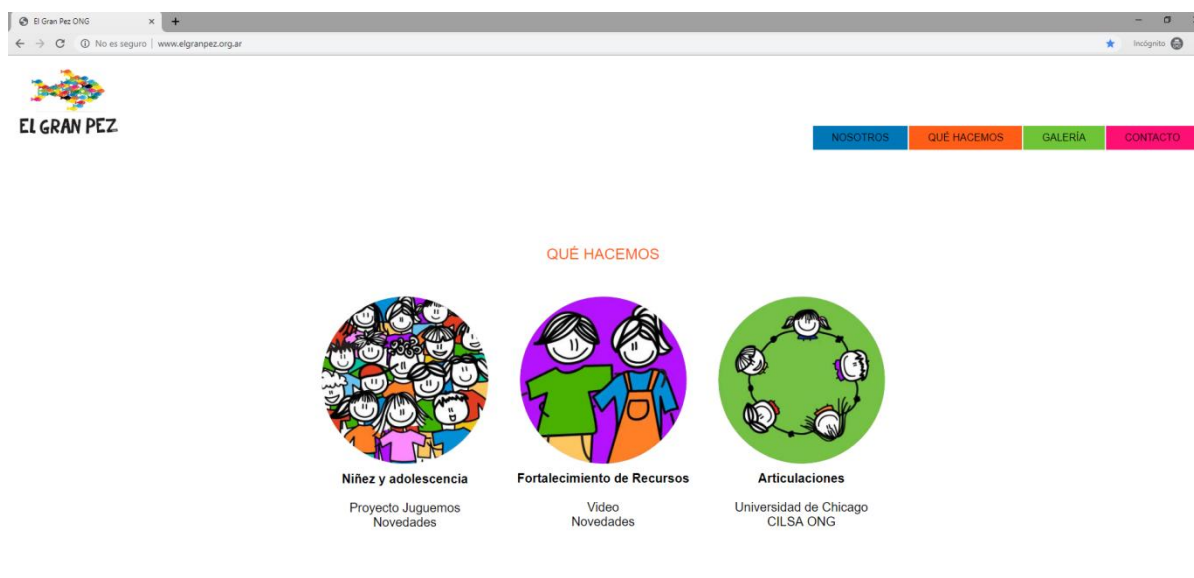 El Gran Pez ONG
No es seguro | www.elgranpez.org.ar
Incógnito
EL GRAN PEZ
NOSOTROS
QUÉ HACEMOS
GALERÍA
CONTACTO
QUÉ HACEMOS
Niñez y adolescencia
Proyecto Juguemos
Novedades
Fortalecimiento de Recursos
Video
Novedades
Articulaciones
Universidad de Chicago
CILSA ONG